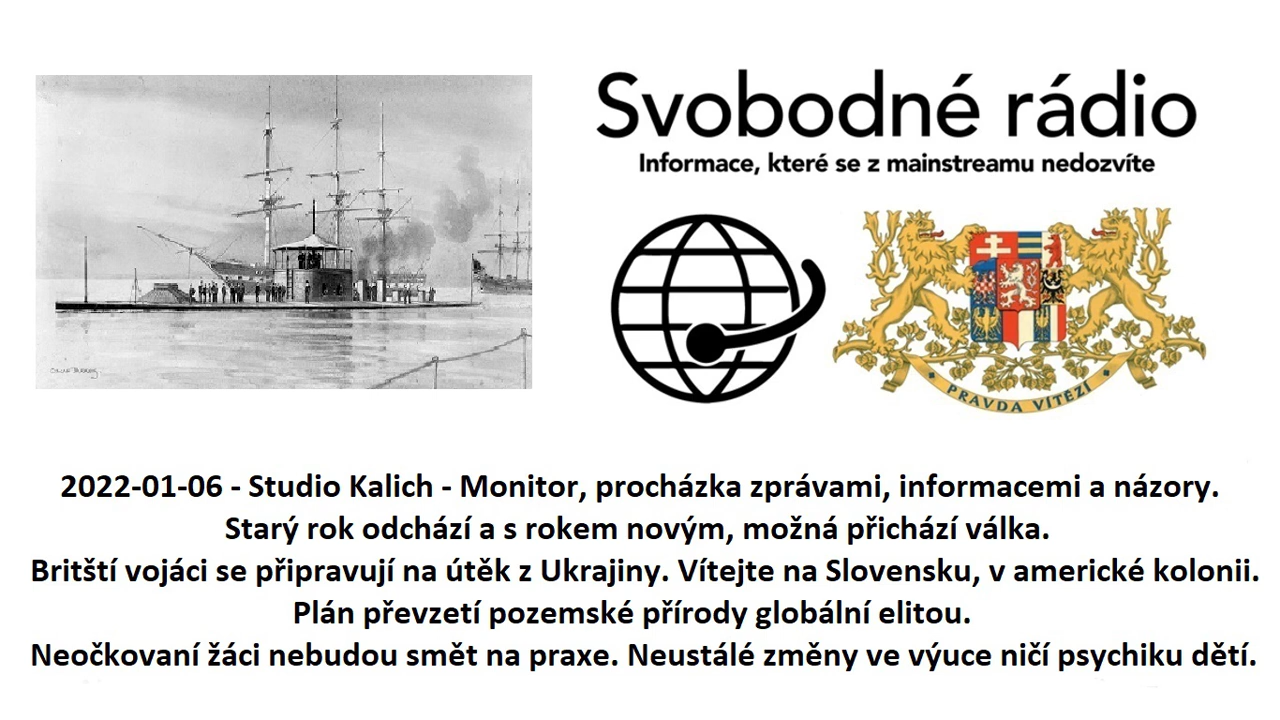 Svobodné rádio
Informace, které se z mainstreamu nedozvíte
PRAVDA VÍTĚZÍ
2022-01-06 - Studio Kalich - Monitor, procházka zprávami, informacemi a názory.
Starý rok odchází a s rokem novým, možná přichází válka.
Britští vojáci se připravují na útěk z Ukrajiny. Vítejte na Slovensku, v americké kolonii.
Plán převzetí pozemské přírody globální elitou.
Neočkovaní žáci nebudou smět na praxe. Neustálé změny ve výuce ničí psychiku dětí.